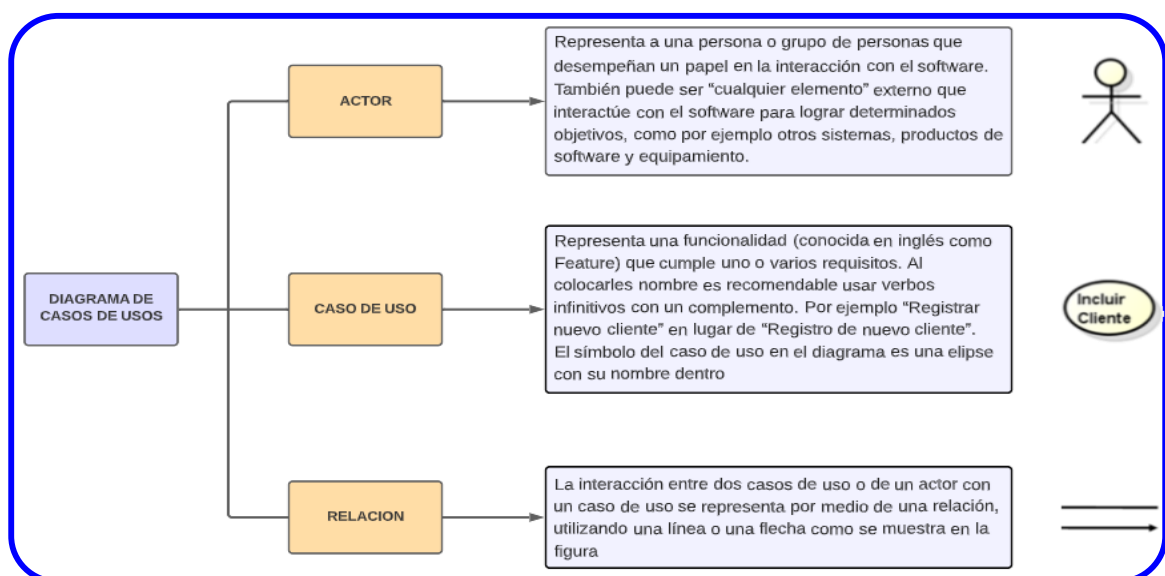 Representa a una persona o grupo de personas que
desempeñan un papel en la interacción con el software.
También puede ser “cualquier elemento” externo que
interactúe con el software para lograr determinados
objetivos, como por ejemplo otros sistemas, productos de
software y equipamiento.
ACTOR
Representa una funcionalidad (conocida en inglés como
Feature) que cumple uno o varios requisitos. Al
colocarles nombre es recomendable usar verbos
infinitivos con un complemento. Por ejemplo “Registrar
nuevo cliente” en lugar de “Registro de nuevo cliente”.
El símbolo del caso de uso en el diagrama es una elipse
con su nombre dentro
DIAGRAMA DE
CASOS DE USOS
CASO DE USO
Incluir
Cliente
La interacción entre dos casos de uso o de un actor con
un caso de uso se representa por medio de una relación,
utilizando una línea o una flecha como se muestra en la
figura
RELACION